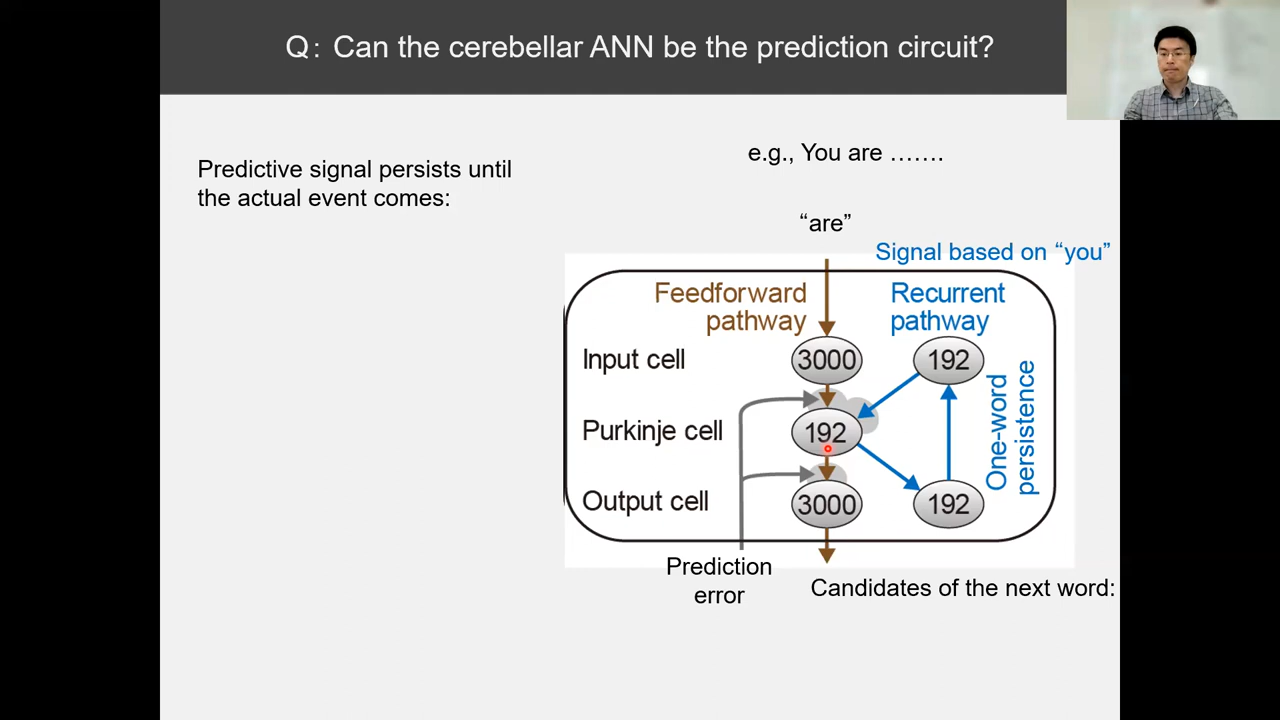 Q: Can the cerebellar ANN be the prediction circuit?
Predictive signal persists until
the actual event comes:
e.g., You are …….
“are”
Signal based on “you”
Feedforward
pathway
Recurrent
pathway
Input cell
3000
192
Purkinje cell
192
One-word
persistence
Output cell
3000
192
Prediction
error
Candidates of the next word: